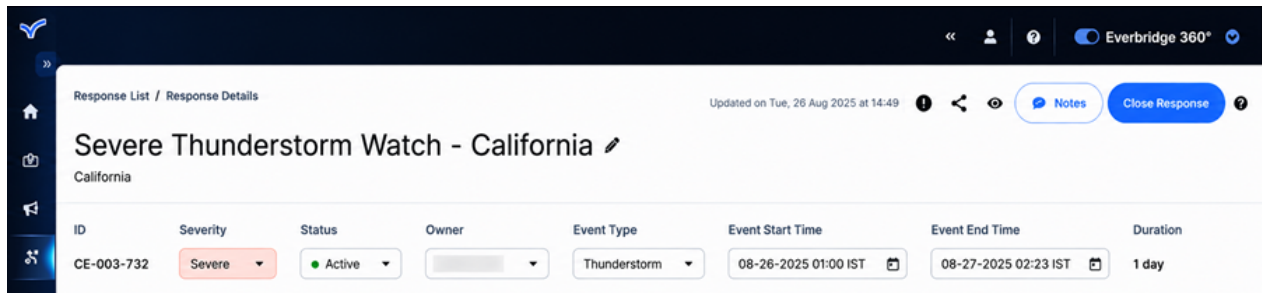 Everbridge 360°
Response List / Response Details
Updated on Tue, 26 Aug 2025 at 14:49
Notes
Close Response
Severe Thunderstorm Watch - California
California
ID Severity Status Owner Event Type Event Start Time Event End Time Duration
CE-003-732 Severe Active Thunderstorm 08-26-2025 01:00 IST 08-27-2025 02:23 IST 1 day